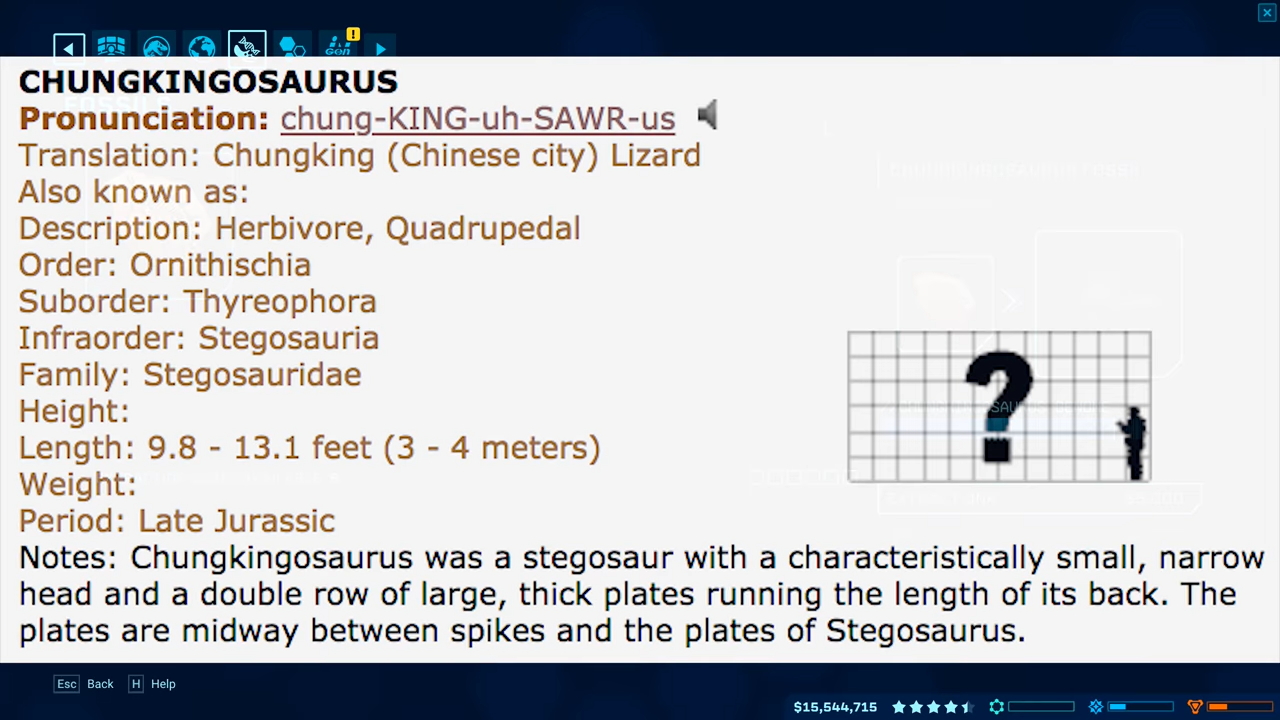 !
Gen
CHUNGKINGOSAURUS
Pronunciation: chung-KING-uh-SAWR-us
Translation: Chungking (Chinese city) Lizard
Also known as:
Description: Herbivore, Quadrupedal
Order: Ornithischia
Suborder: Thyreophora
Infraorder: Stegosauria
Family: Stegosauridae
Height:
Length: 9.8 - 13.1 feet (3 - 4 meters)
Weight:
Period: Late Jurassic
?
Notes: Chungkingosaurus was a stegosaur with a characteristically small, narrow
head and a double row of large, thick plates running the length of its back. The
plates are midway between spikes and the plates of Stegosaurus.
Esc Back H Help
$15,544,715